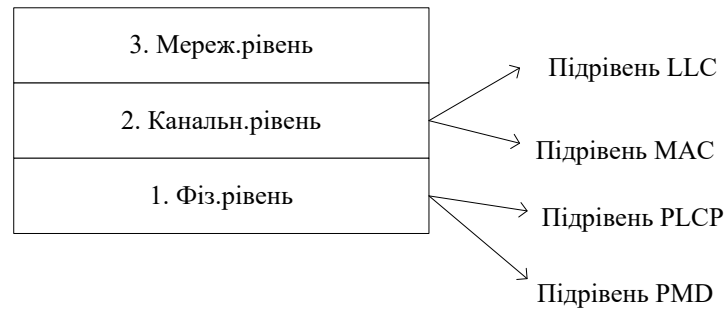 3. Мереж.рівень
2. Канальн.рівень
1. Фіз.рівень
Підрівень LLC
Підрівень MAC
Підрівень PLCP
Підрівень PMD